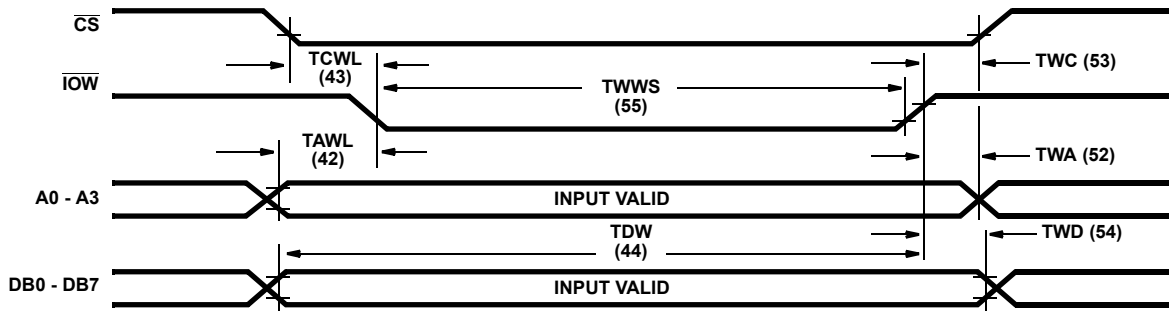 CS
TCWL
(43)
TWC (53)
IOW
TWWS
(55)
TAWL
(42)
TWA (52)
A0 - A3
INPUT VALID
TDW
(44)
TWD (54)
DB0 - DB7
INPUT VALID